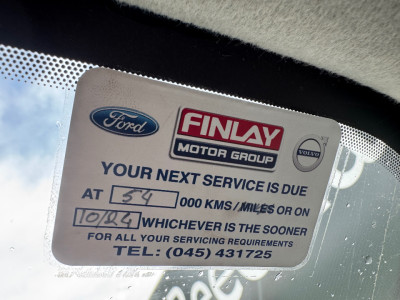 Ford
FINLAY
MOTOR GROUP
VOLVO
YOUR NEXT SERVICE IS DUE
AT 54 000 KMS/MILES OR ON
10/24 WHICHEVER IS THE SOONER
FOR ALL YOUR SERVICING REQUIREMENTS
TEL: (045) 431725